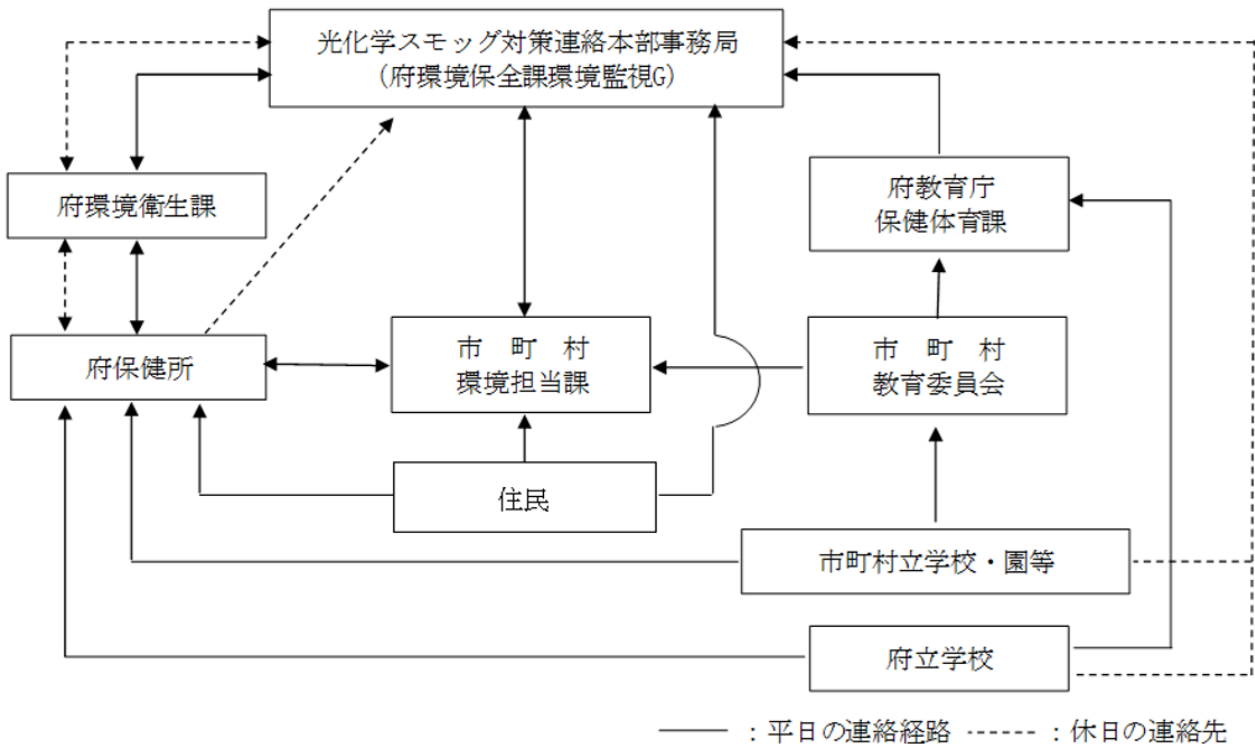 光化学スモッグ対策連絡本部事務局
(府環境保全課環境監視G)
府環境衛生課
府教育庁
保健体育課
府保健所
市 町 村
環境担当課
市 町 村
教育委員会
住民
市町村立学校・園等
府立学校
：平日の連絡経路 ：休日の連絡先